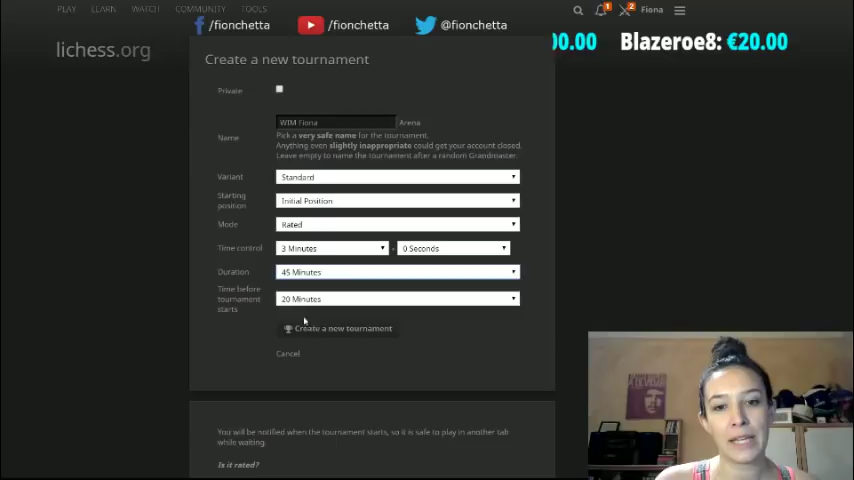 PLAY LEARN WATCH COMMUNITY TOOLS 1 2 Fiona
/fionchetta /fionchetta @fionchetta
lichess.org
00.00 Blazeroe8: €20.00
Create a new tournament
Private
WIM Fiona Arena
Name
Pick a very safe name for the tournament.
Anything even slightly inappropriate could get your account closed.
Leave empty to name the tournament after a random Grandmaster.
Variant Standard
Starting position Initial Position
Mode Rated
Time control 3 Minutes - 0 Seconds
Duration 45 Minutes
Time before tournament starts 20 Minutes
Create a new tournament
Cancel
You will be notified when the tournament starts, so it is safe to play in another tab
while waiting.
Is it rated?